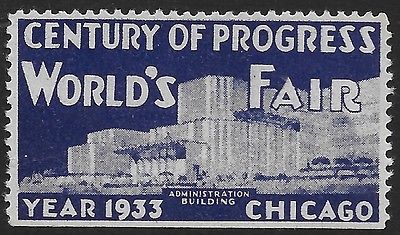 CENTURY OF PROGRESS
WORLD'S FAIR
ADMINISTRATION
BUILDING
YEAR 1933 CHICAGO